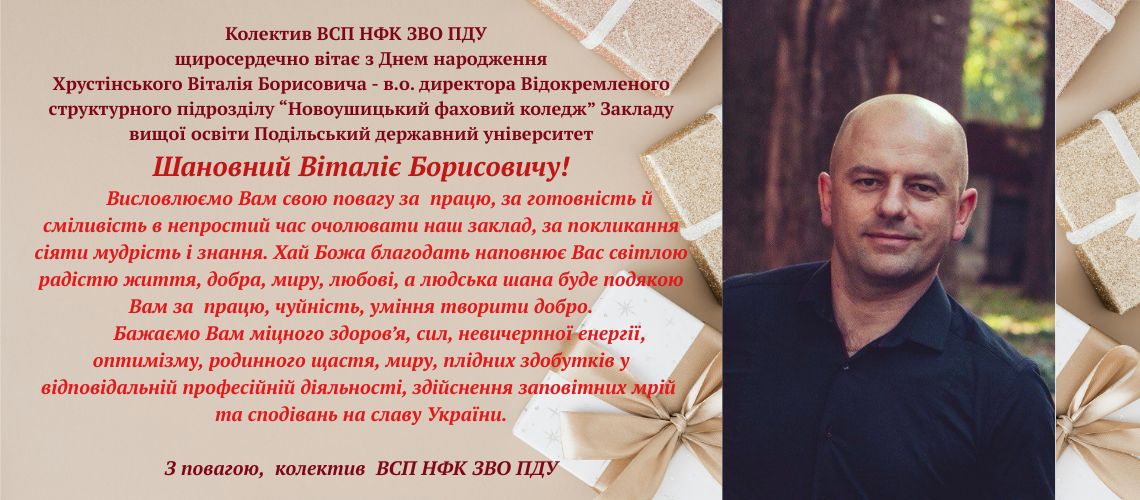 Колектив ВСП НФК ЗВО ПДУ
щиросердечно вітає з Днем народження
Хрустінського Віталія Борисовича - в.о. директора Відокремленого
структурного підрозділу “Новоушицький фаховий коледж” Закладу
вищої освіти Подільський державний університет
Шановний Віталіє Борисовичу!
Висловлюємо Вам свою повагу за працю, за готовність й
сміливість в непростий час очолювати наш заклад, за покликання
сіяти мудрість і знання. Хай Божа благодать наповнює Вас світлою
радістю життя, добра, миру, любові, а людська шана буде подякою
Вам за працю, чуйність, уміння творити добро.
Бажаємо Вам міцного здоров’я, сил, невичертної енергії,
оптимізму, родинного щастя, миру, плідних здобутків у
відповідальній професійній діяльності, здійснення заповітних мрій
та сподівань на славу України.
З повагою, колектив ВСП НФК ЗВО ПДУ